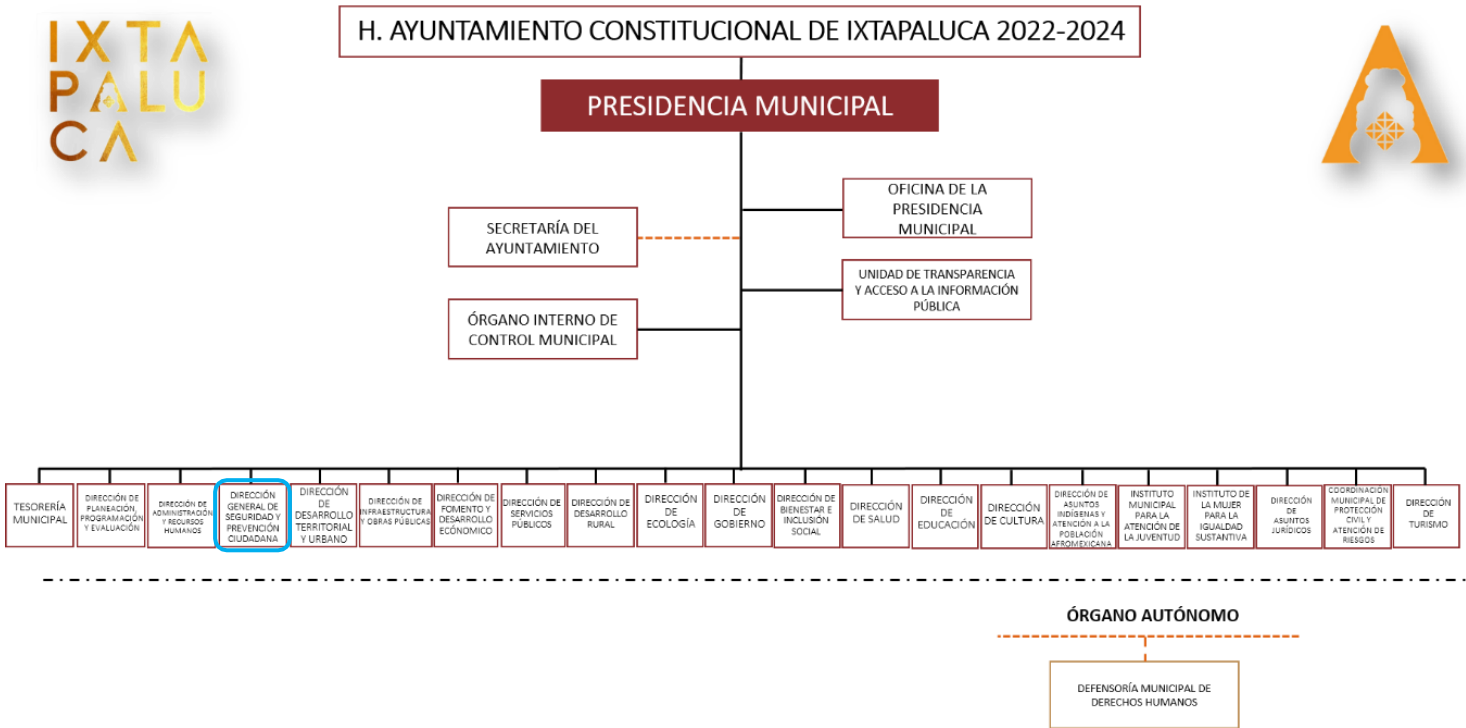 IXTA
PALU
CA
H. AYUNTAMIENTO CONSTITUCIONAL DE IXTAPALUCA 2022-2024
PRESIDENCIA MUNICIPAL
OFICINA DE LA
PRESIDENCIA
MUNICIPAL
SECRETARÍA DEL
AYUNTAMIENTO
UNIDAD DE TRANSPARENCIA
Y ACCESO A LA INFORMACIÓN
PÚBLICA
ÓRGANO INTERNO DE
CONTROL MUNICIPAL
TESORERÍA
MUNICIPAL
DIRECCIÓN DE
PLANEACIÓN,
PROGRAMACIÓN
Y EVALUACIÓN
DIRECCIÓN DE
ADMINISTRACIÓN
Y RECURSOS
HUMANOS
DIRECCIÓN
GENERAL DE
SEGURIDAD Y
PREVENCIÓN
CIUDADANA
DIRECCIÓN
DE
DESARROLLO
TERRITORIAL
Y URBANO
DIRECCIÓN DE
INFRAESTRUCTURA
Y OBRAS PÚBLICAS
DIRECCIÓN DE
FOMENTO Y
DESARROLLO
ECÓNOMICO
DIRECCIÓN DE
SERVICIOS
PÚBLICOS
DIRECCIÓN DE
DESARROLLO
RURAL
DIRECCIÓN
DE
ECOLOGÍA
DIRECCIÓN
DE
GOBIERNO
DIRECCIÓN DE
BIENESTAR E
INCLUSIÓN
SOCIAL
DIRECCIÓN
DE SALUD
DIRECCIÓN
DE
EDUCACIÓN
DIRECCIÓN
DE CULTURA
DIRECCIÓN DE
ASUNTOS
INDÍGENAS Y
ATENCIÓN A LA
POBLACIÓN
AFROMEXICANA
INSTITUTO
MUNICIPAL
PARA LA
ATENCIÓN DE
LA JUVENTUD
INSTITUTO DE
LA MUJER
PARA LA
IGUALDAD
SUSTANTIVA
DIRECCIÓN
DE
ASUNTOS
JURÍDICOS
COORDINACIÓN
MUNICIPAL DE
PROTECCIÓN
CIVIL Y
ATENCIÓN DE
RIESGOS
DIRECCIÓN
DE
TURISMO
ÓRGANO AUTÓNOMO
DEFENSORÍA MUNICIPAL DE
DERECHOS HUMANOS